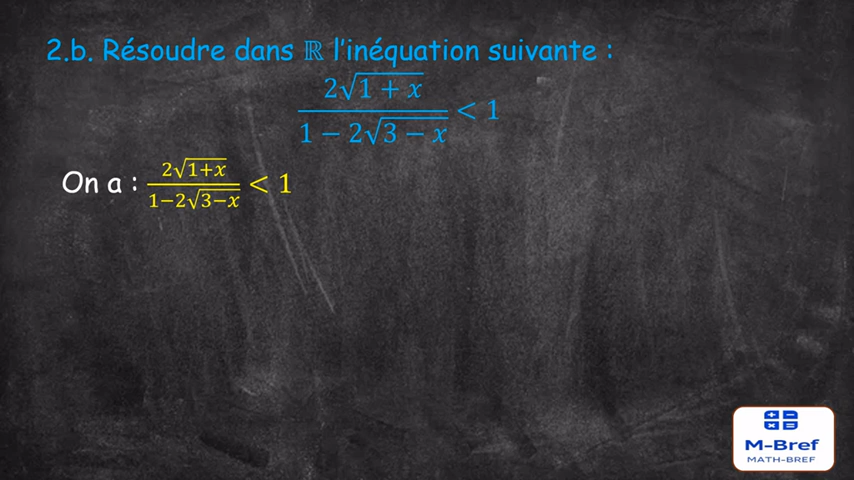 2.b. Résoudre dans ℝ l'inéquation suivante :
2√(1 + x) / (1 − 2√(3 − x)) < 1
On a : 2√(1+x) / (1−2√(3−x)) < 1
M-Bref
MATH-BREF